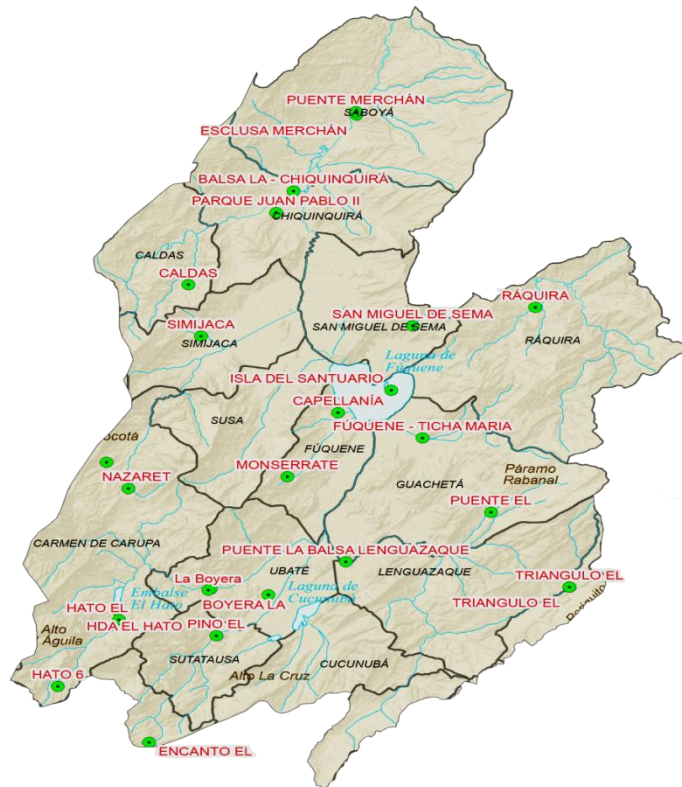 PUENTE MERCHÁN
SABOYÁ
ESCLUSA MERCHÁN
BALSA LA - CHIQUINQUIRÁ
PARQUE JUAN PABLO II
CHIQUINQUIRÁ
CALDAS
CALDAS
RÁQUIRA
SAN MIGUEL DE SEMA
SIMIJACA
SAN MIGUEL DE SEMA
SIMIJACA
RÁQUIRA
Laguna de
Fúquene
ISLA DEL SANTUARIO
CAPELLANÍA
SUSA
FÚQUENE - TICHA MARIA
FÚQUENE
MONSERRATE
Páramo
Rabanal
NAZARET
GUACHETÁ
PUENTE EL
CARMEN DE CARUPA
PUENTE LA BALSA LENGUAZAQUE
UBATÉ
LENGUAZAQUE
La Boyera
TRIANGULO EL
Embalse
El Hato
Laguna de
Cucunubá
BOYERA LA
TRIANGULO EL
HATO EL
HDA EL HATO
PINO EL
Alto
Águila
SUTATAUSA
CUCUNUBÁ
Alto La Cruz
HATO 6
ENCANTO EL